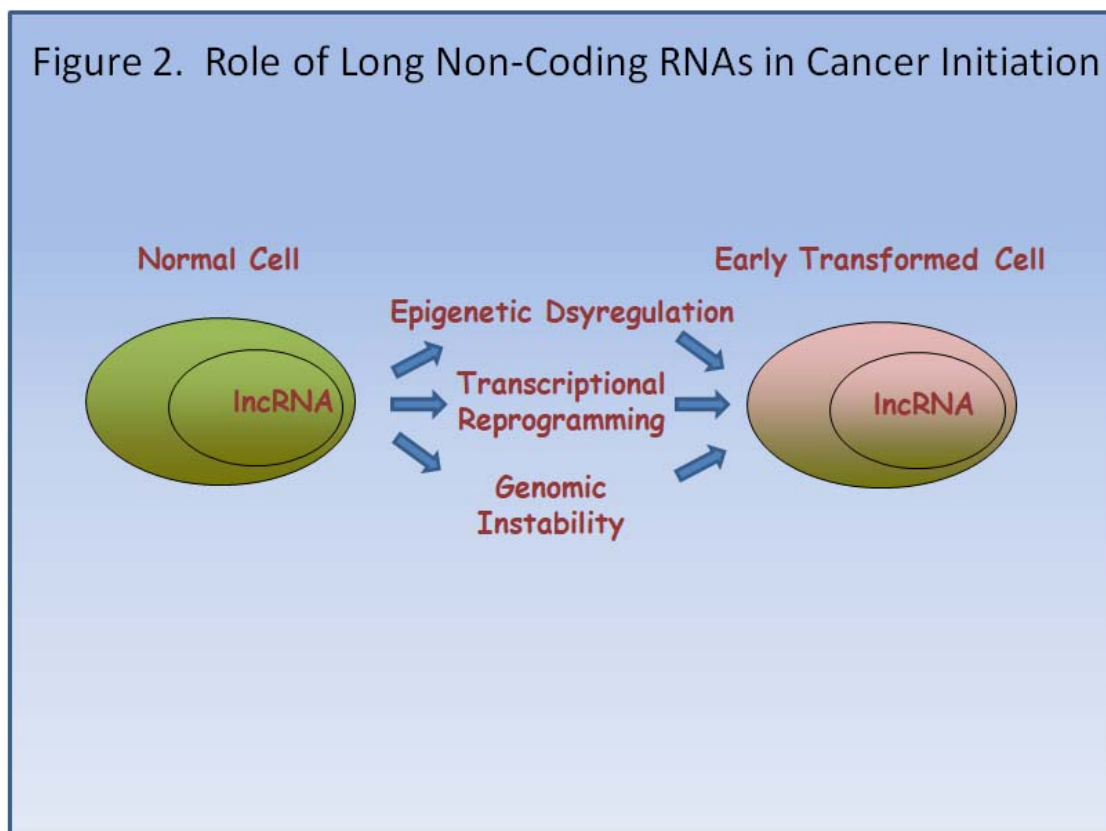 Figure 2.  Role of Long Non-Coding RNAs in Cancer Initiation
Normal Cell
Early Transformed Cell
Epigenetic Dsyregulation
lncRNA
Transcriptional
Reprogramming
lncRNA
Genomic
Instability